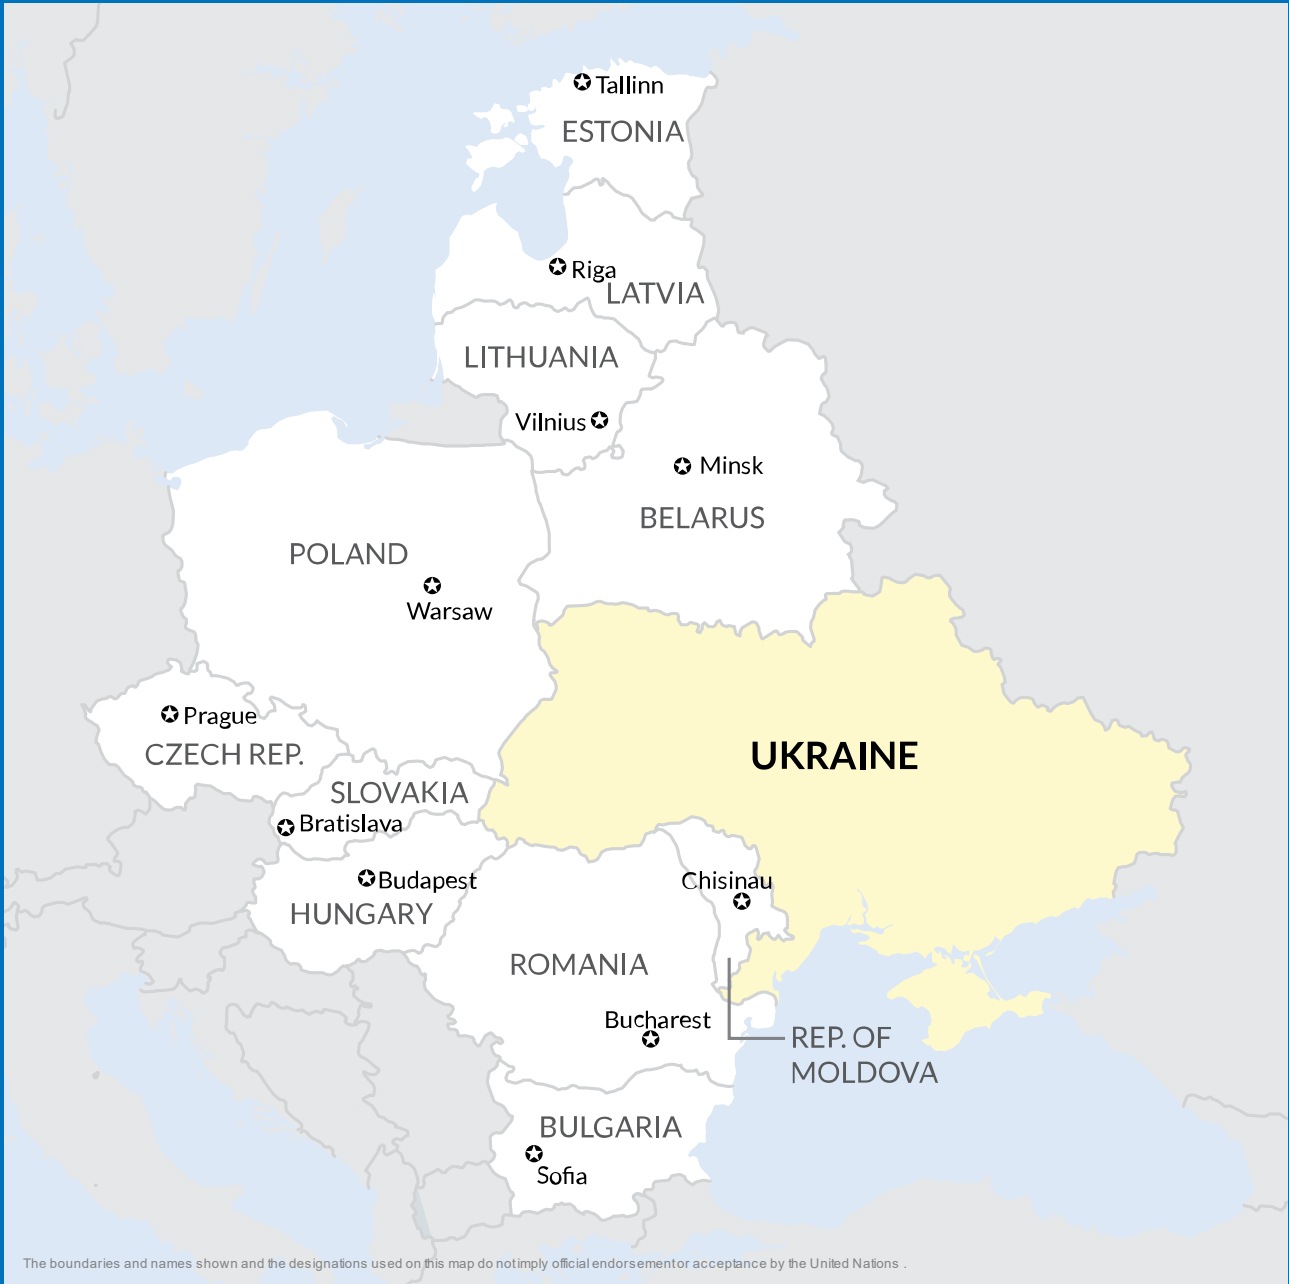 Tallinn
ESTONIA
Riga
LATVIA
LITHUANIA
Vilnius
Minsk
BELARUS
POLAND
Warsaw
Prague
CZECH REP.
UKRAINE
SLOVAKIA
Bratislava
Budapest
HUNGARY
Chisinau
ROMANIA
Bucharest
REP. OF
MOLDOVA
BULGARIA
Sofia
The boundaries and names shown and the designations used on this map do not imply official endorsement or acceptance by the United Nations .